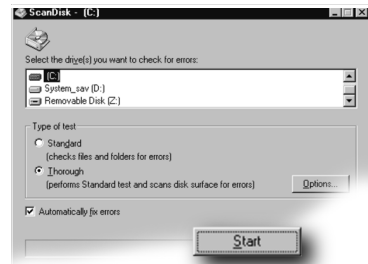 ScanDisk - (C:)
Select the drive(s) you want to check for errors:
(C:)
System_sav (D:)
Removable Disk (Z:)
Type of test
Standard
(checks files and folders for errors)
Thorough
(performs Standard test and scans disk surface for errors)
Options...
Automatically fix errors
Start